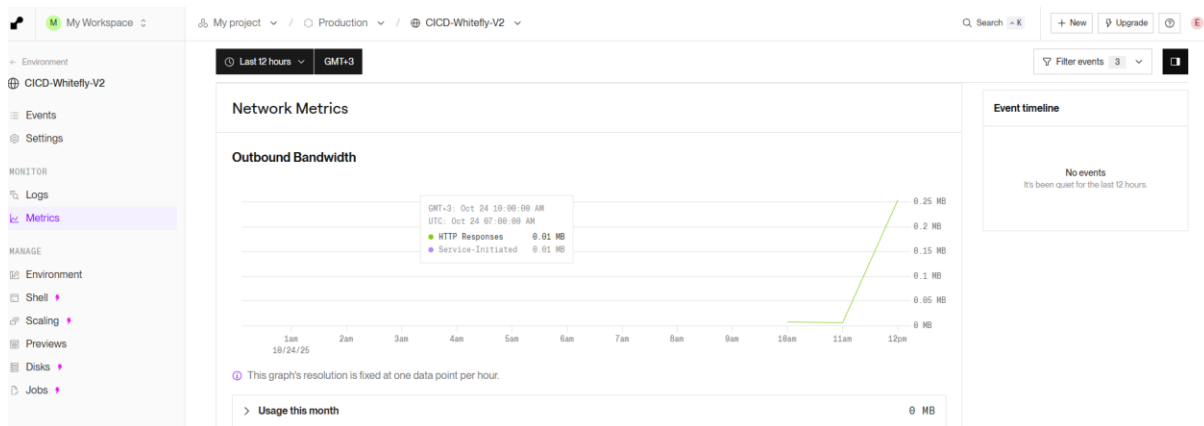 M My Workspace
My project / Production / CICD-Whitefly-V2
Search ^ K
+ New
Upgrade
E
← Environment
CICD-Whitefly-V2
Events
Settings
MONITOR
Logs
Metrics
MANAGE
Environment
Shell
Scaling
Previews
Disks
Jobs
Last 12 hours
GMT+3
Filter events 3
Network Metrics
Outbound Bandwidth
GMT+3: Oct 24 10:00:00 AM
UTC: Oct 24 07:00:00 AM
HTTP Responses 0.01 MB
Service-Initiated 0.01 MB
0.25 MB
0.2 MB
0.15 MB
0.1 MB
0.05 MB
0 MB
1am 2am 3am 4am 5am 6am 7am 8am 9am 10am 11am 12pm
10/24/25
This graph's resolution is fixed at one data point per hour.
Usage this month 0 MB
Event timeline
No events
It's been quiet for the last 12 hours.